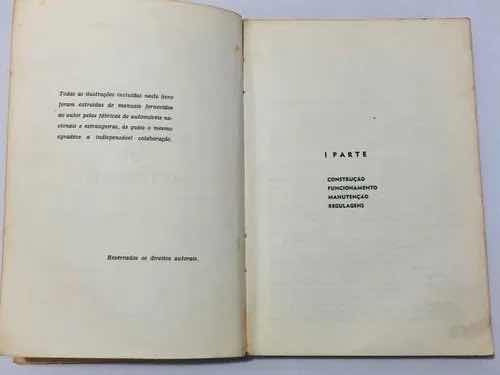 Todas as ilustrações incluídas neste livro
foram extraídas de manuais fornecidos
ao autor pelas fábricas de automóveis na-
cionais e estrangeiras, às quais o mesmo
agradece a indispensável colaboração.
Reservados os direitos autorais.
I PARTE
CONSTRUÇÃO
FUNCIONAMENTO
MANUTENÇÃO
REGULAGENS